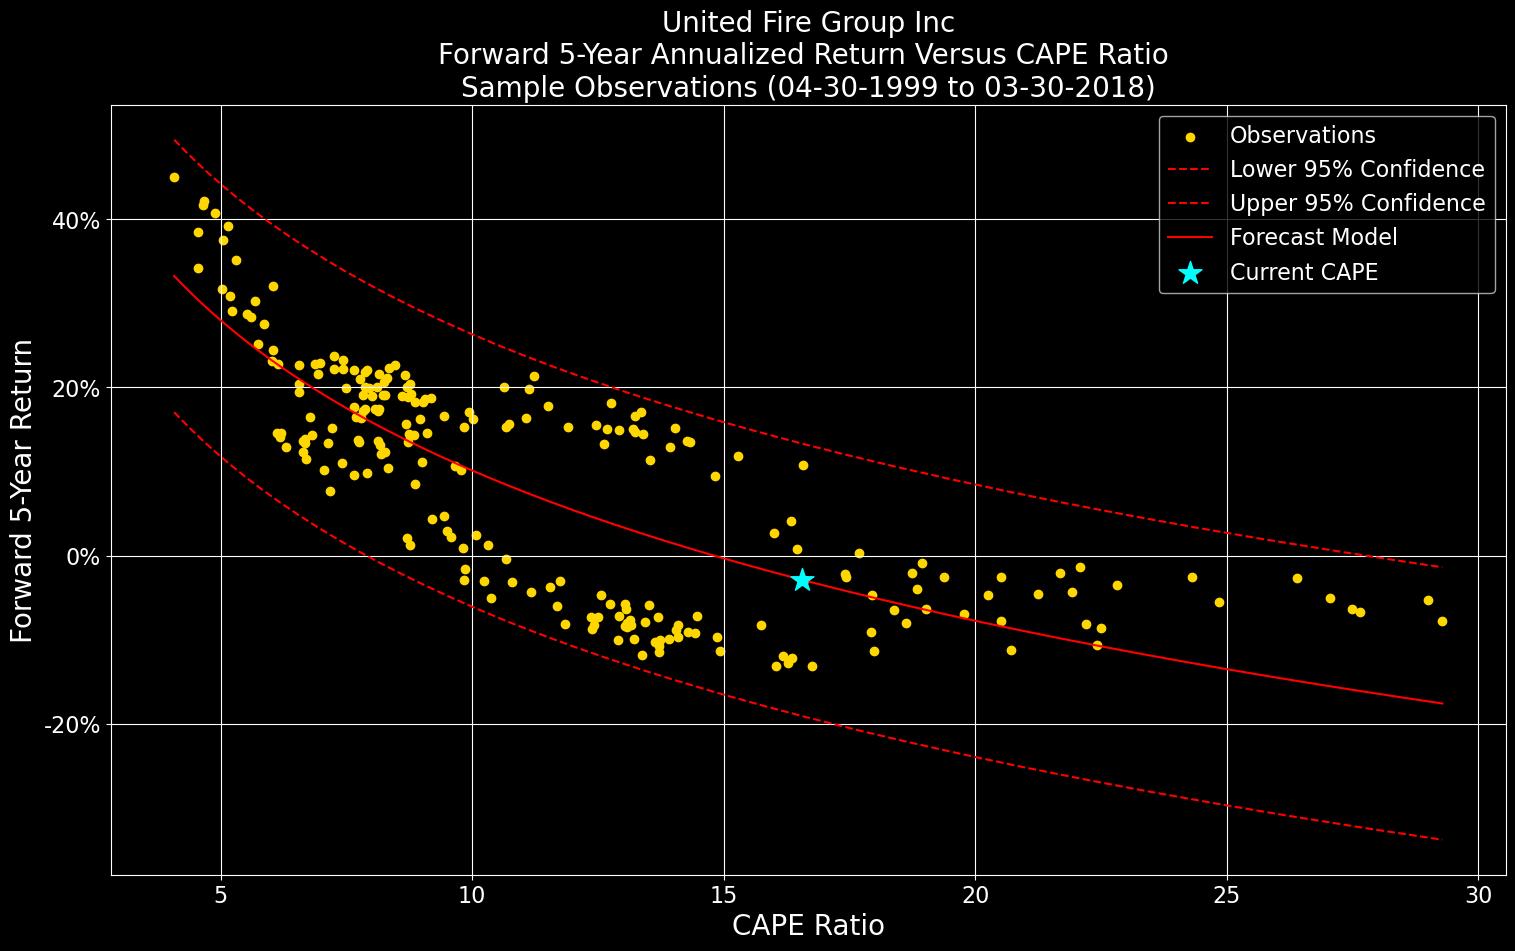 United Fire Group Inc
Forward 5-Year Annualized Return Versus CAPE Ratio
Sample Observations (04-30-1999 to 03-30-2018)
Observations
Lower 95% Confidence
Upper 95% Confidence
Forecast Model
Current CAPE
Forward 5-Year Return
40%
20%
0%
-20%
5 10 15 20 25 30
CAPE Ratio